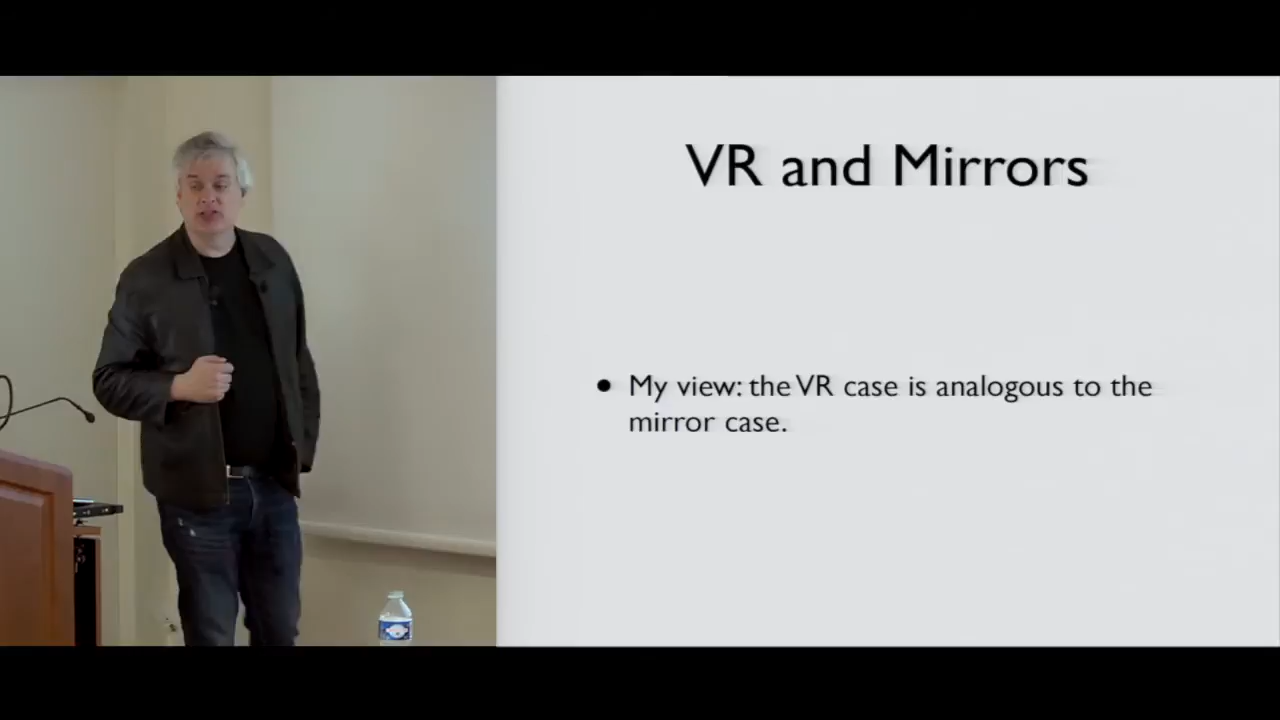 VR and Mirrors
• My view: the VR case is analogous to the
mirror case.